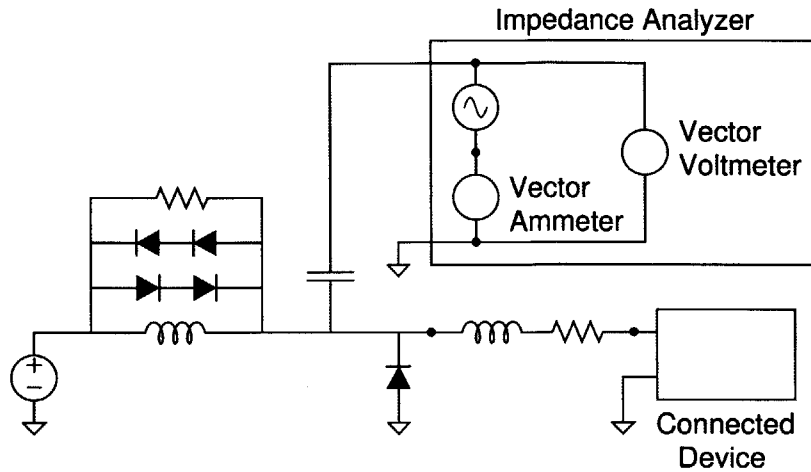 Impedance Analyzer
Vector
Voltmeter
Vector
Ammeter
+
−
Connected
Device